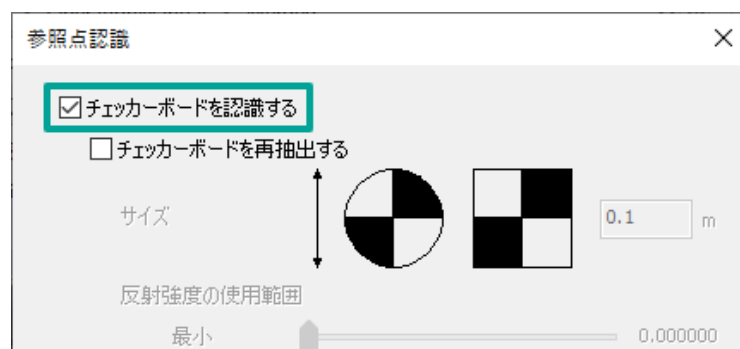 参照点認識
チェッカーボードを認識する
チェッカーボードを再抽出する
サイズ
0.1 m
反射強度の使用範囲
最小 0.000000